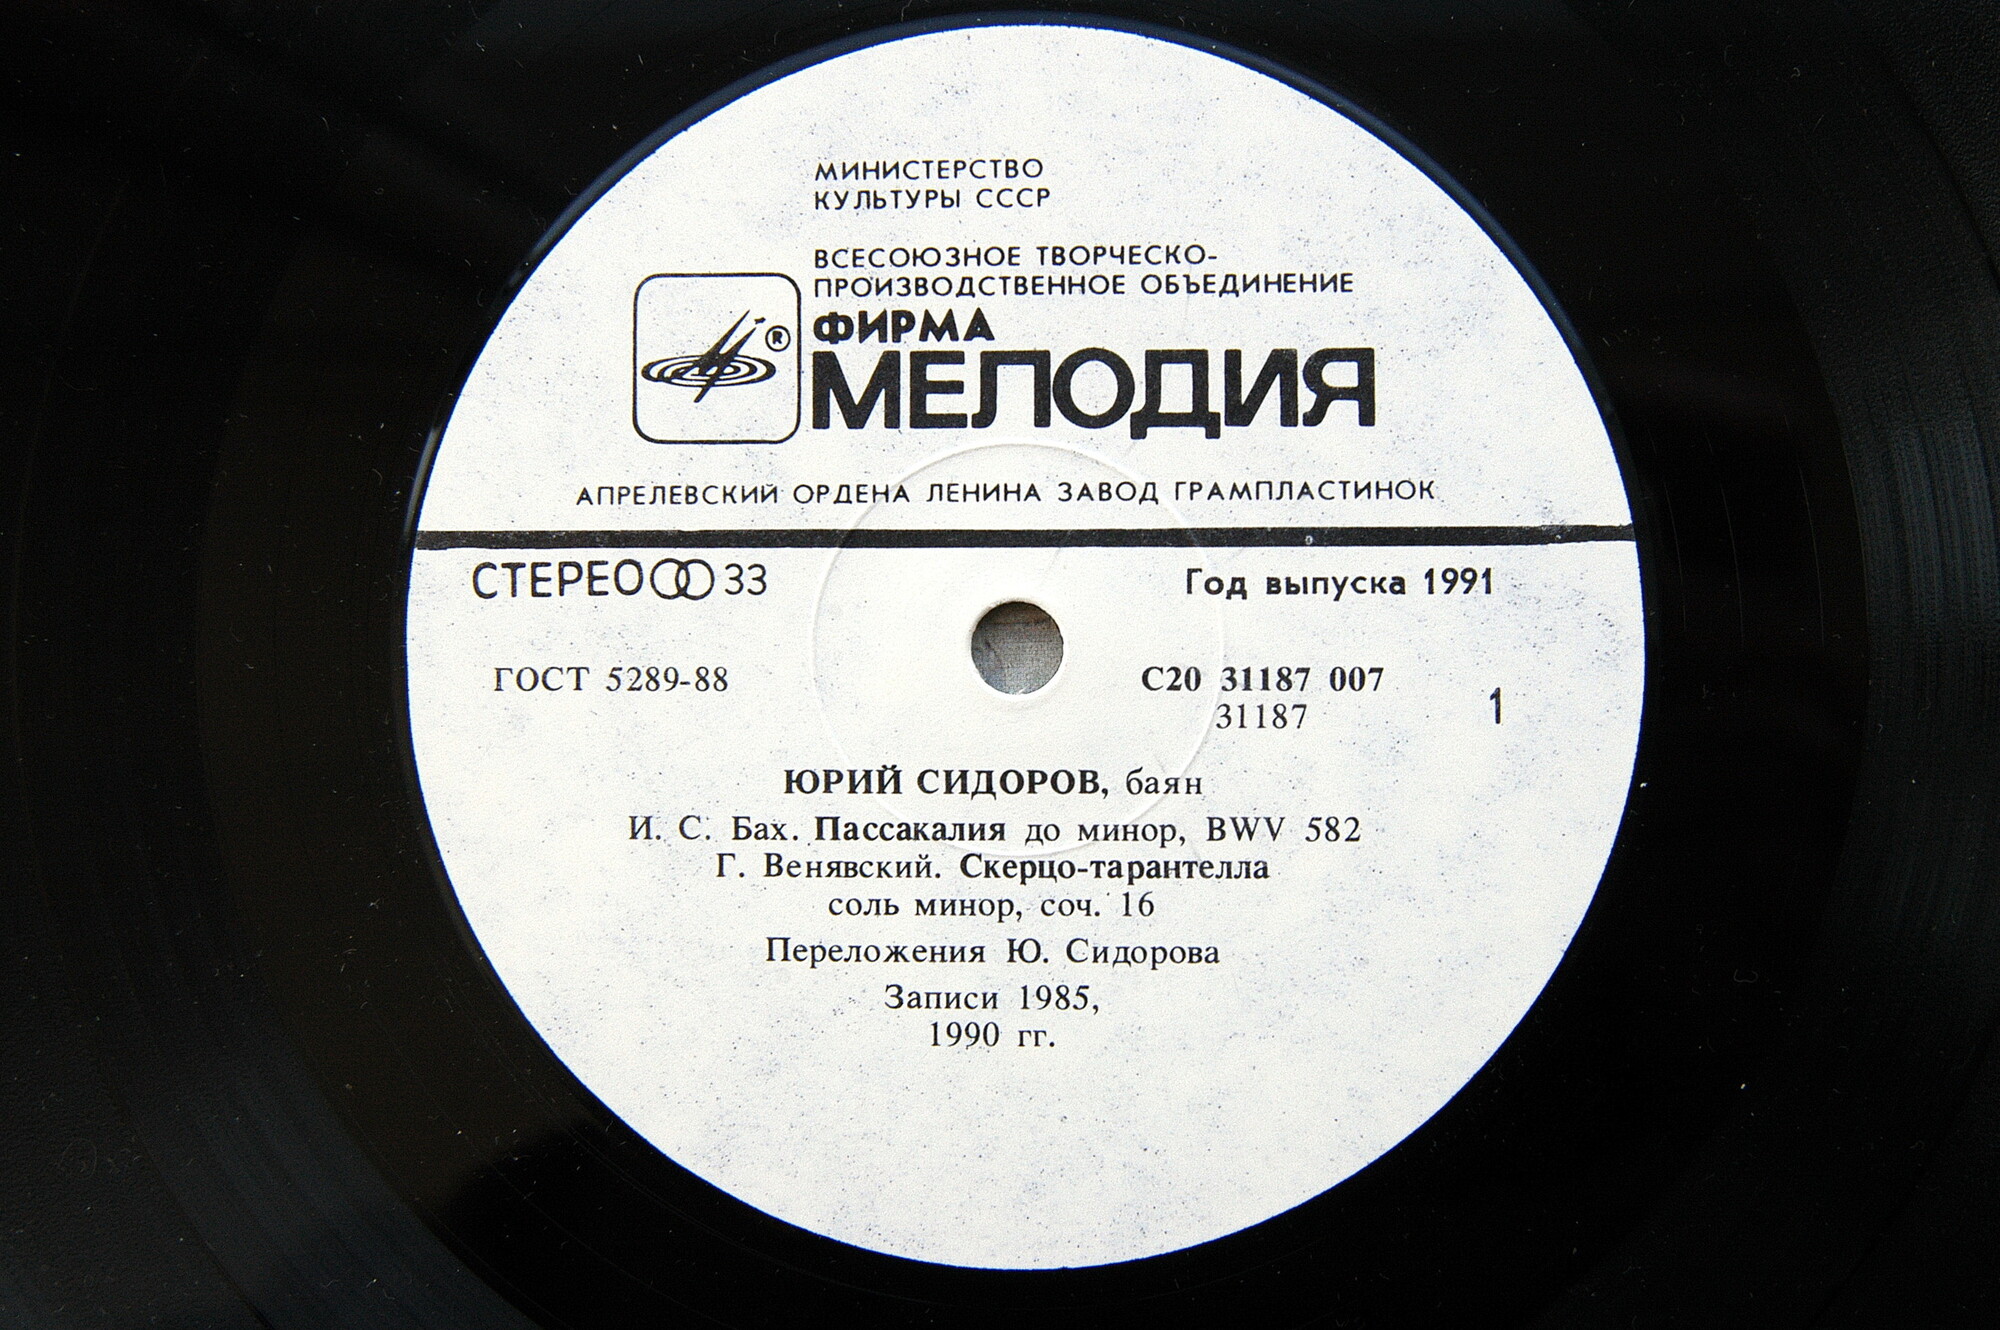 МИНИСТЕРСТВО
КУЛЬТУРЫ СССР
ВСЕСОЮЗНОЕ ТВОРЧЕСКО-
ПРОИЗВОДСТВЕННОЕ ОБЪЕДИНЕНИЕ
®
ФИРМА
МЕЛОДИЯ
АПРЕЛЕВСКИЙ ОРДЕНА ЛЕНИНА ЗАВОД ГРАМПЛАСТИНОК
СТЕРЕО 33
Год выпуска 1991
ГОСТ 5289-88
С20 31187 007
31187
1
ЮРИЙ СИДОРОВ, баян
И. С. Бах. Пассакалия до минор, BWV 582
Г. Венявский. Скерцо-тарантелла
соль минор, соч. 16
Переложения Ю. Сидорова
Записи 1985,
1990 гг.